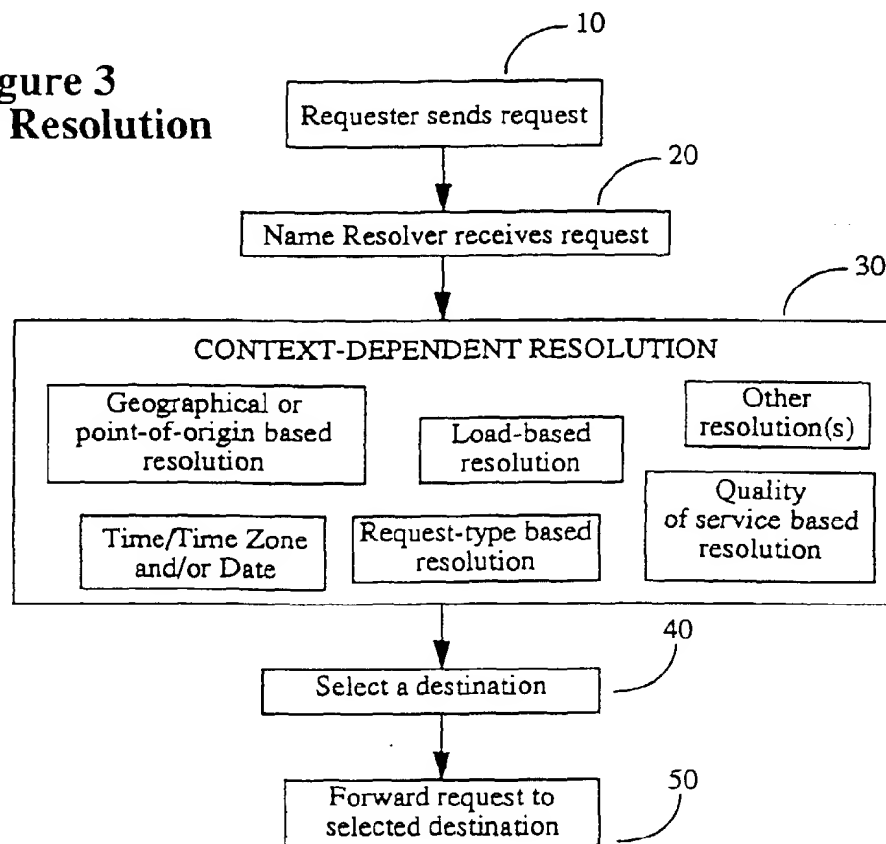 gure 3
Resolution
10
Requester sends request
20
Name Resolver receives request
30
CONTEXT-DEPENDENT RESOLUTION
Geographical or
point-of-origin based
resolution
Load-based
resolution
Other
resolution(s)
Time/Time Zone
and/or Date
Request-type based
resolution
Quality
of service based
resolution
40
Select a destination
50
Forward request to
selected destination